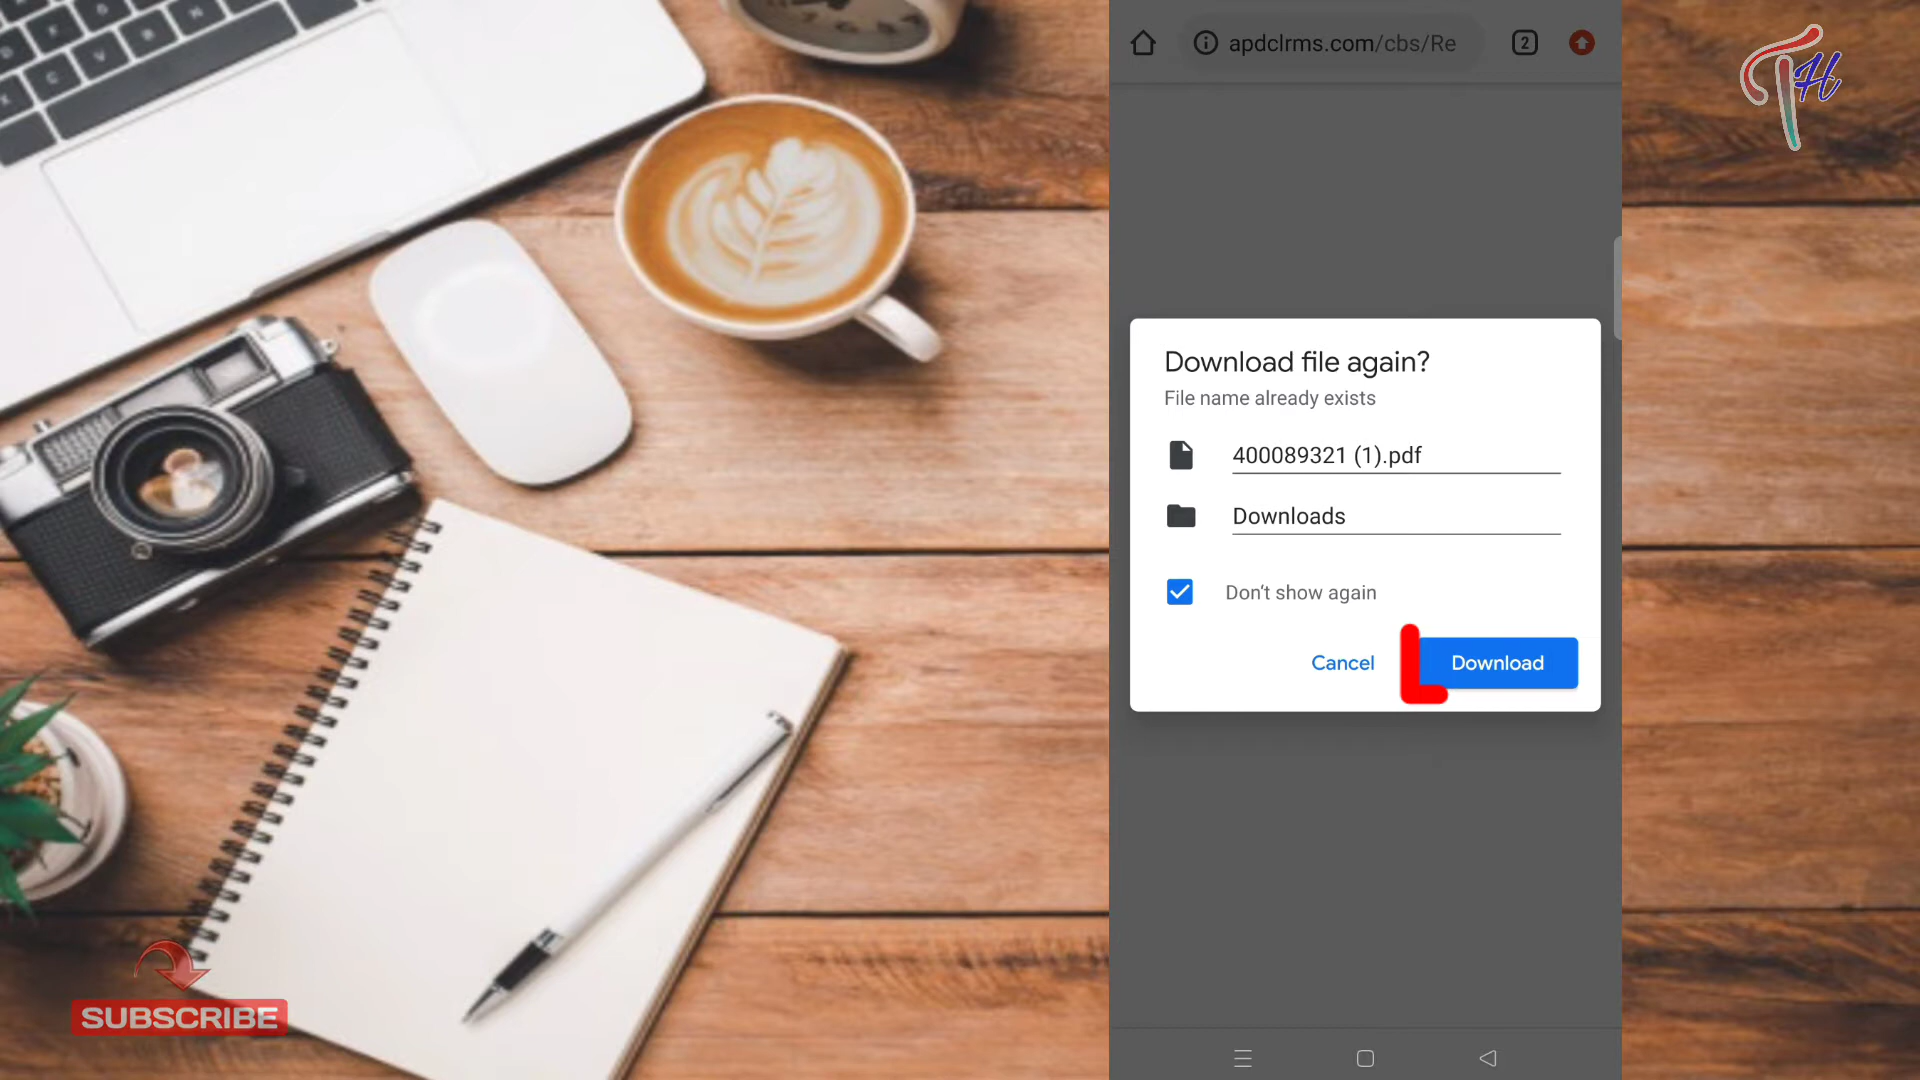 apdclrms.com/cbs/Re
2
TH
Download file again?
File name already exists
400089321 (1).pdf
Downloads
Don't show again
Cancel
Download
SUBSCRIBE